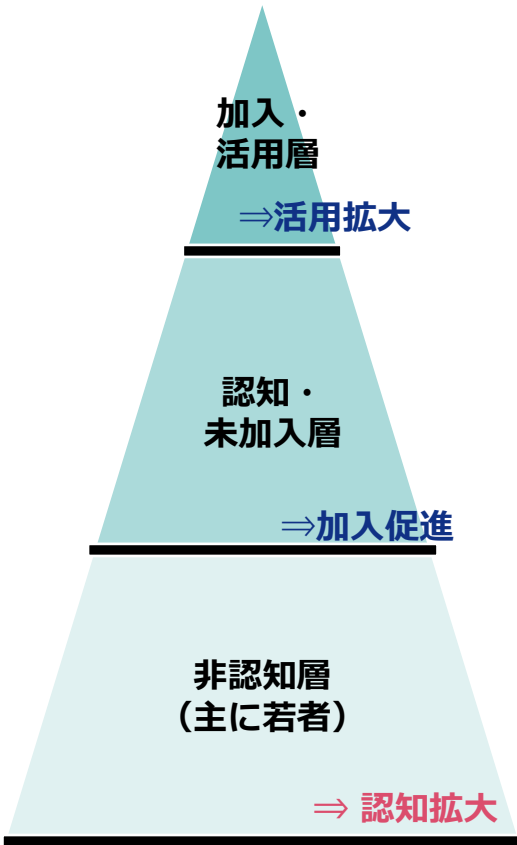 加入・
活用層
⇒活用拡大
認知・
未加入層
⇒加入促進
非認知層
（主に若者）
⇒ 認知拡大